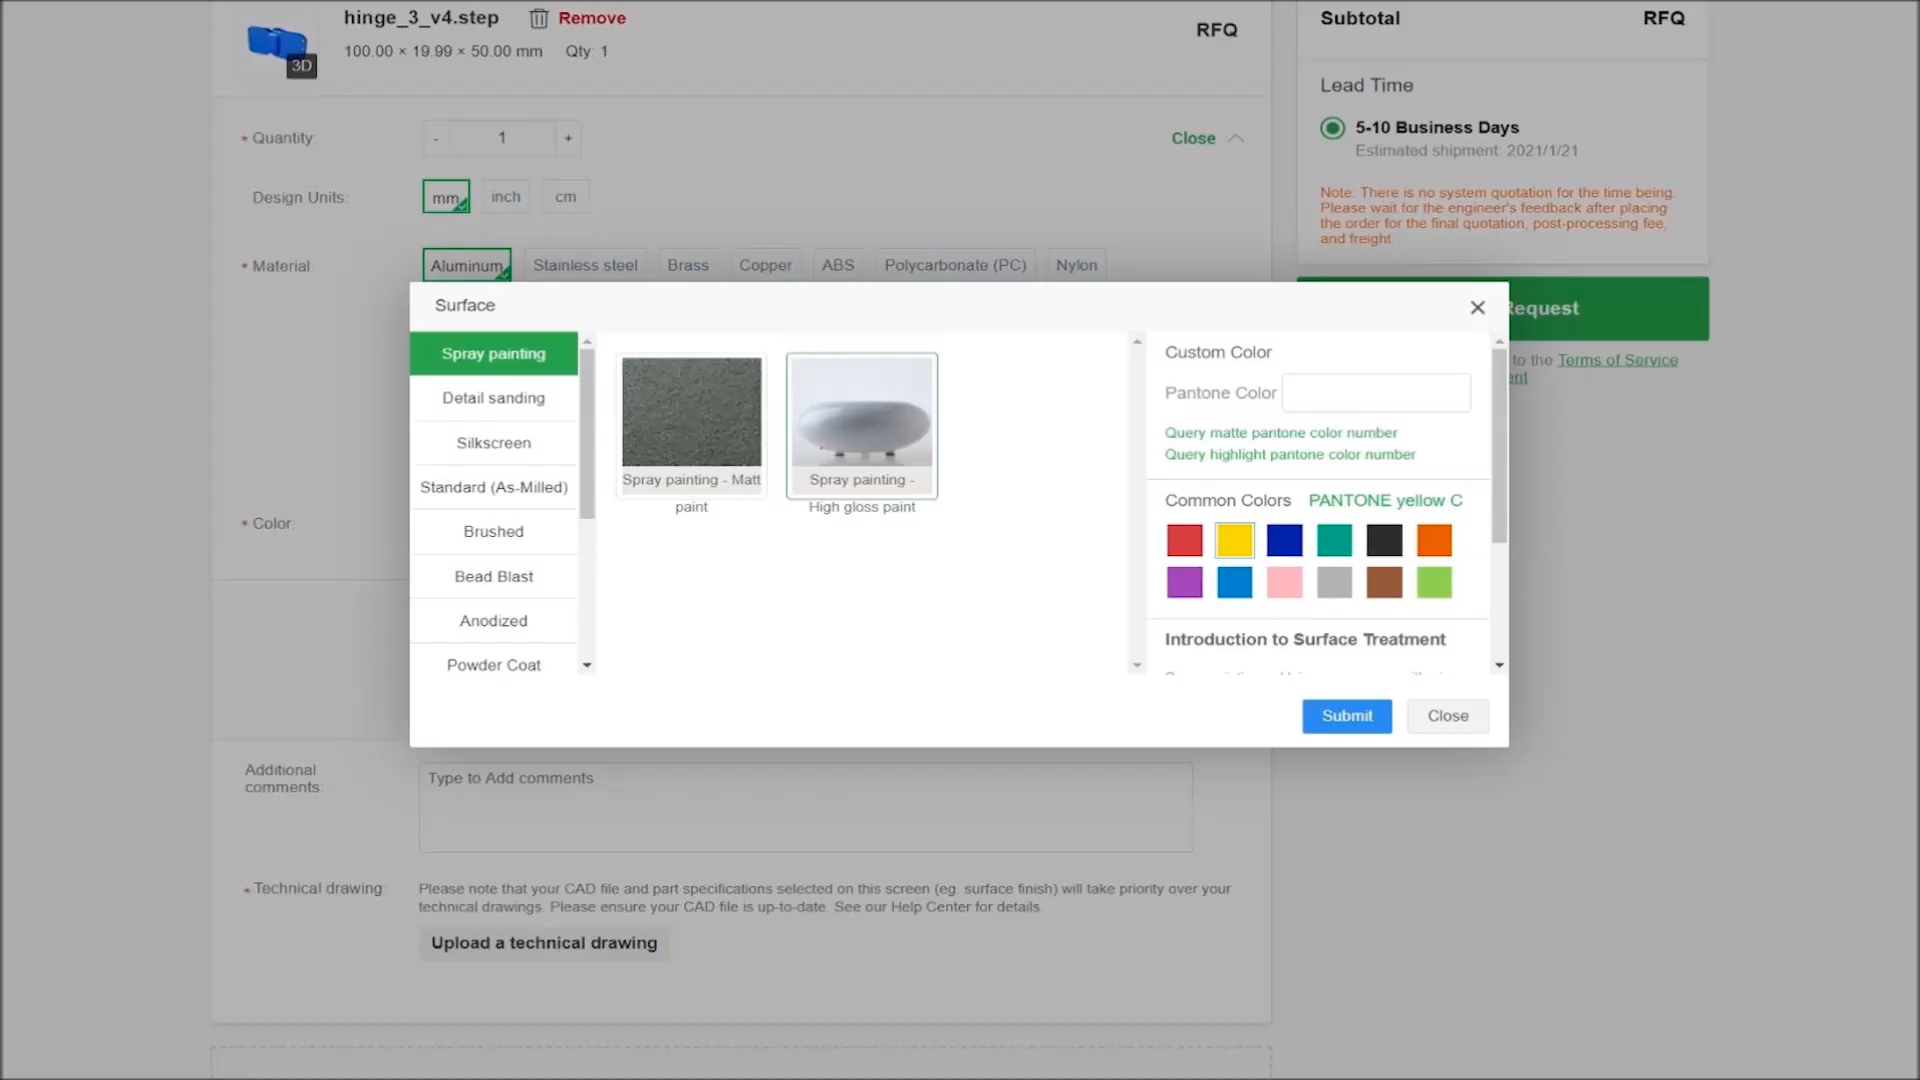 hinge_3_v4.step Remove
100.00 × 19.99 × 50.00 mm Qty: 1
3D
RFQ
Subtotal RFQ
Lead Time
5-10 Business Days
Estimated shipment: 2021/1/21
Note: There is no system quotation for the time being.
Please wait for the engineer's feedback after placing
the order for the final quotation, post-processing fee,
and freight.
* Quantity: - 1 + Close
Design Units: mm inch cm
* Material: Aluminum Stainless steel Brass Copper ABS Polycarbonate (PC) Nylon
Request
to the Terms of Service
Surface
Spray painting
Detail sanding
Silkscreen
Standard (As-Milled)
Brushed
Bead Blast
Anodized
Powder Coat
Spray painting - Matt
paint
Spray painting -
High gloss paint
Custom Color
Pantone Color
Query matte pantone color number
Query highlight pantone color number
Common Colors PANTONE yellow C
Introduction to Surface Treatment
Submit Close
* Color
Additional
comments:
Type to Add comments
* Technical drawing:
Please note that your CAD file and part specifications selected on this screen (eg. surface finish) will take priority over your
technical drawings. Please ensure your CAD file is up-to-date. See our Help Center for details.
Upload a technical drawing